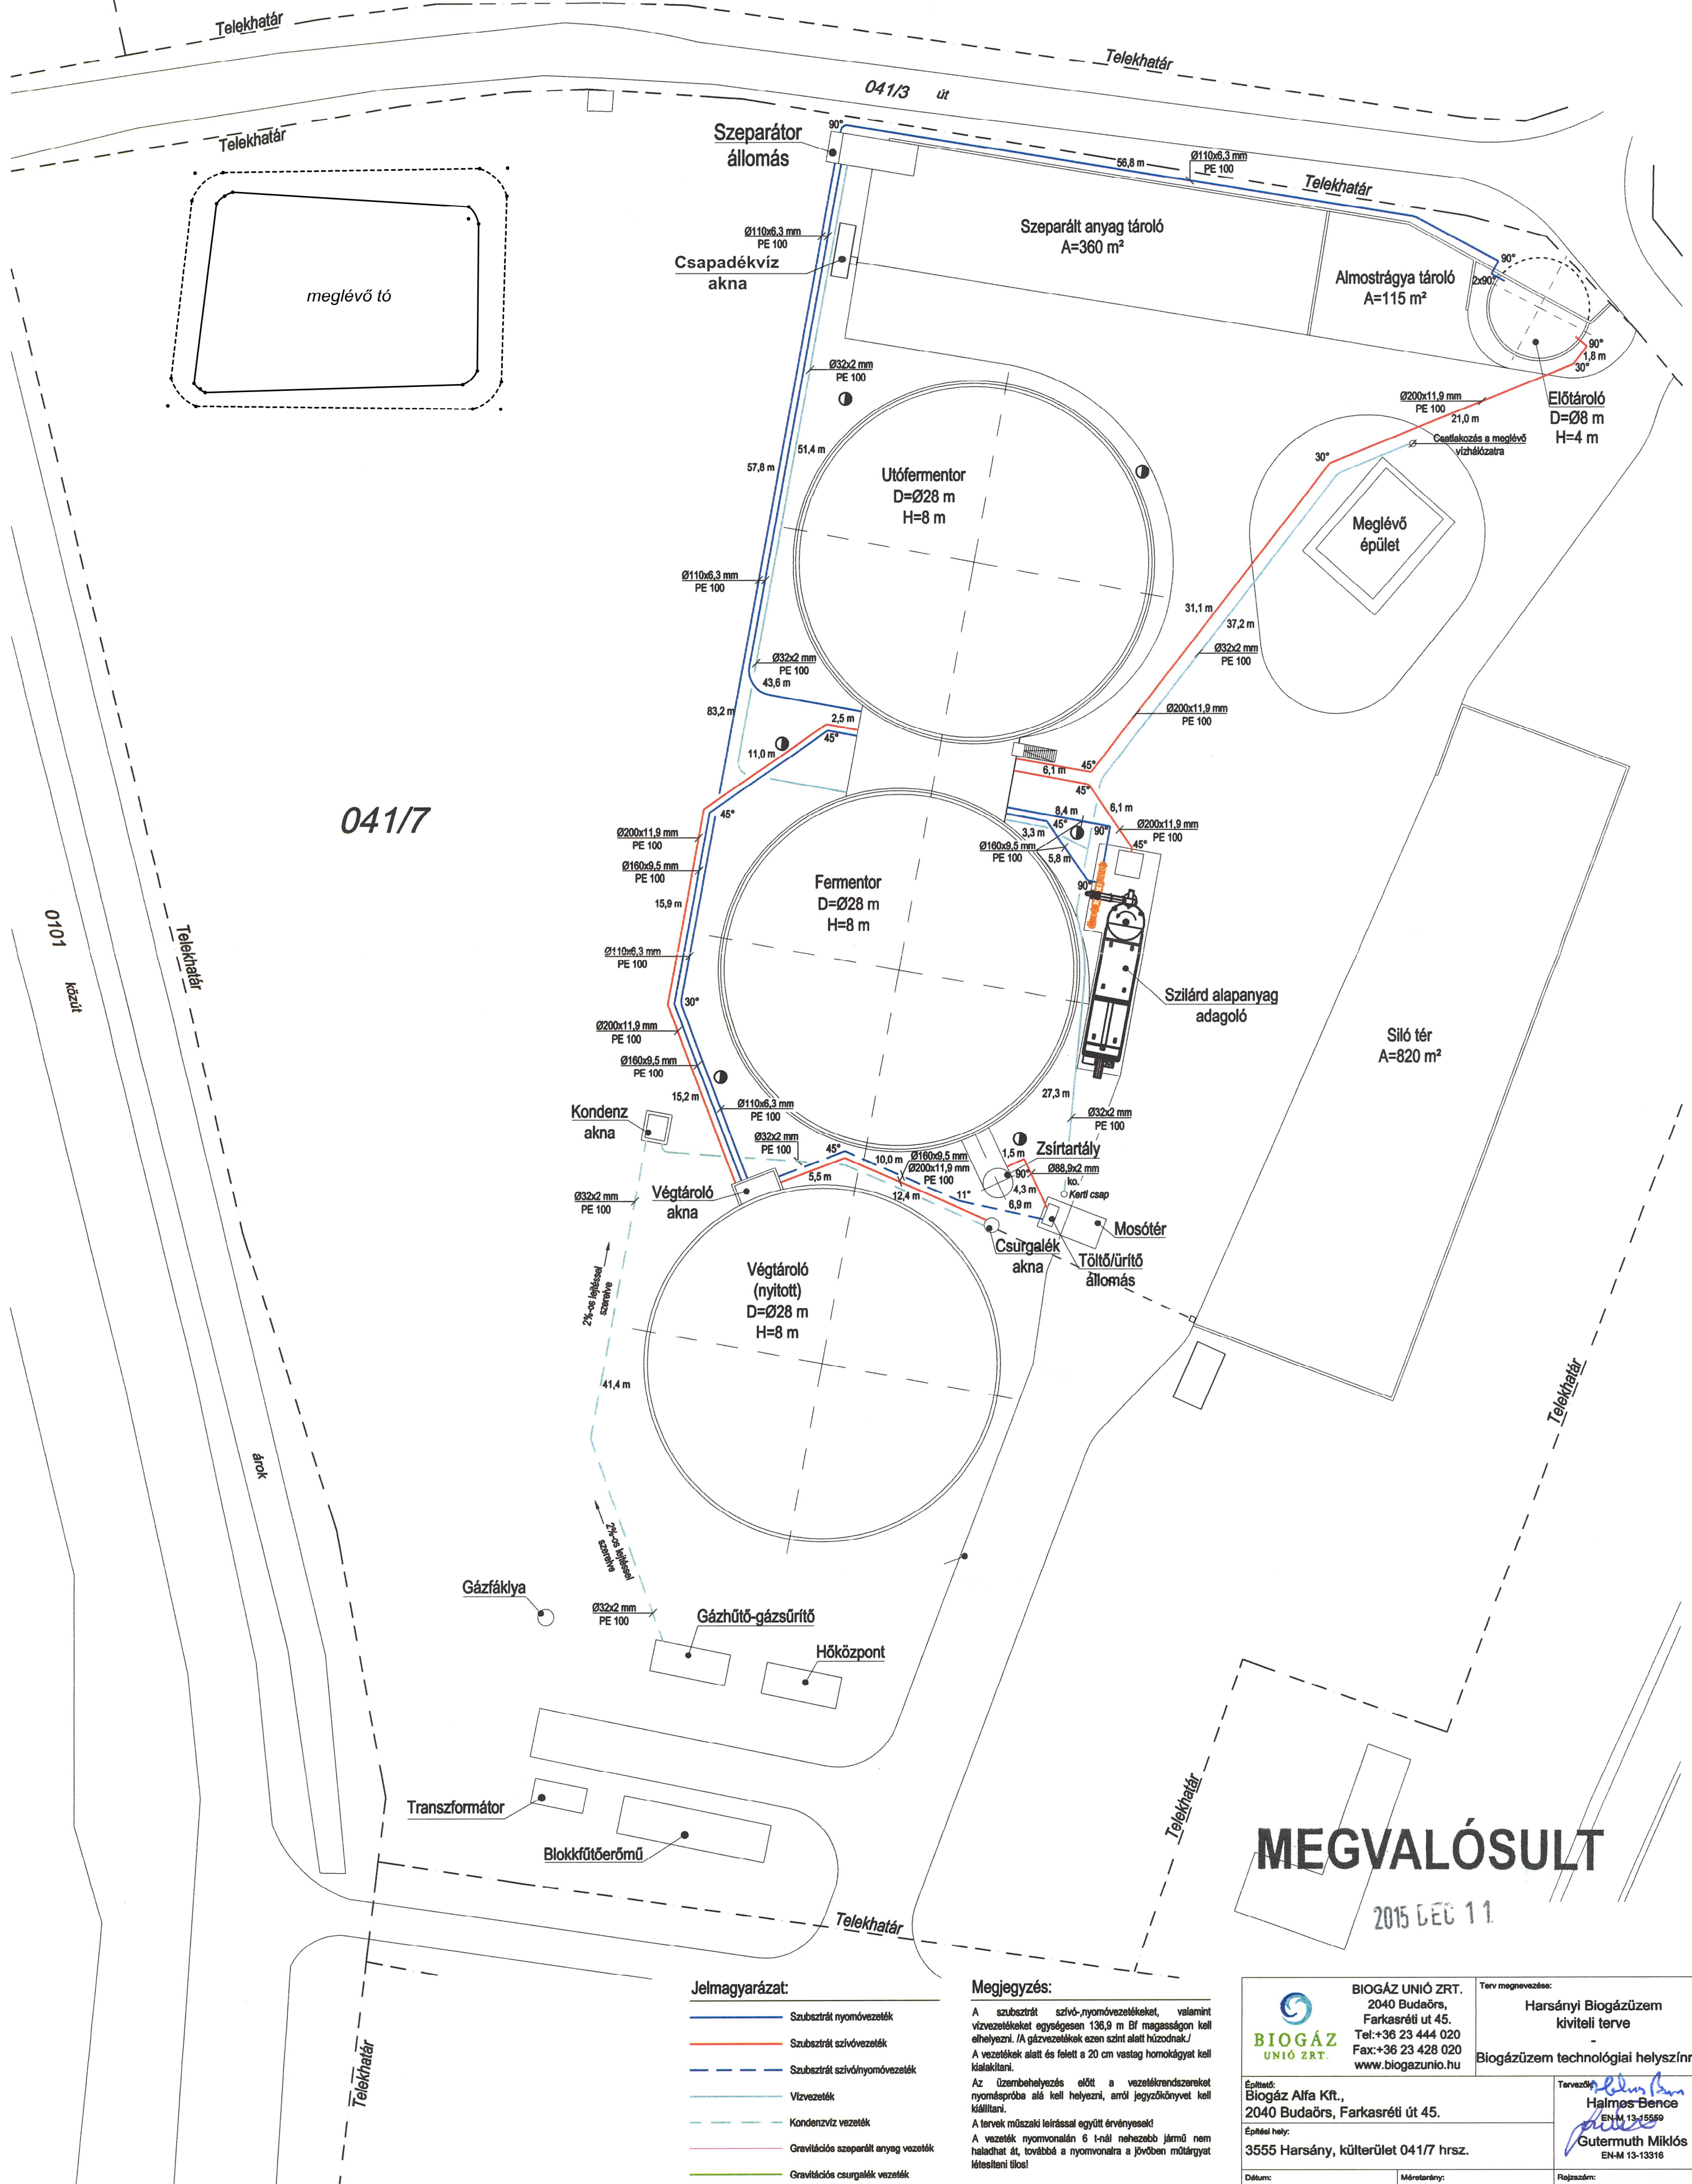 Telekhatár
Telekhatár
041/3 út
Telekhatár
Szeparátor
állomás
90°
56,8 m
Ø110x6,3 mm
PE 100
Telekhatár
meglévő tó
Ø110x6,3 mm
PE 100
Csapadékvíz
akna
Szeparált anyag tároló
A=360 m²
Almostrágya tároló
A=115 m²
90°
2x90°
90°
1,8 m
30°
Előtároló
D=Ø8 m
H=4 m
Ø32x2 mm
PE 100
Ø200x11,9 mm
PE 100
21,0 m
Csatlakozás a meglévő
vízhálózatra
30°
51,4 m
57,8 m
Utófermentor
D=Ø28 m
H=8 m
Meglévő
épület
Ø110x6,3 mm
PE 100
31,1 m
37,2 m
Ø32x2 mm
PE 100
Ø32x2 mm
PE 100
43,6 m
83,2 m
2,5 m
45°
11,0 m
Ø200x11,9 mm
PE 100
45°
6,1 m
45°
6,1 m
041/7
45°
8,4 m
45°
3,3 m
90°
Ø200x11,9 mm
PE 100
45°
Ø160x9,5 mm
PE 100
5,8 m
90°
Ø200x11,9 mm
PE 100
Ø160x9,5 mm
PE 100
15,9 m
Fermentor
D=Ø28 m
H=8 m
0101
közút
Telekhatár
Ø110x6,3 mm
PE 100
30°
Szilárd alapanyag
adagoló
Siló tér
A=820 m²
Ø200x11,9 mm
PE 100
Ø160x9,5 mm
PE 100
15,2 m
Ø110x6,3 mm
PE 100
27,3 m
Ø32x2 mm
PE 100
Kondenz
akna
Ø32x2 mm
PE 100
45°
10,0 m
Ø160x9,5 mm
Ø200x11,9 mm
PE 100
1,5 m
Zsírtartály
90°
Ø88,9x2 mm
ko.
4,3 m
Kerti csap
5,5 m
12,4 m
11°
6,9 m
Ø32x2 mm
PE 100
Végtároló
akna
Mosótér
Csurgalék
akna
Töltő/ürítő
állomás
2%-os lejtéssel
szerelve
Végtároló
(nyitott)
D=Ø28 m
H=8 m
41,4 m
Telekhatár
árok
2%-os lejtéssel
szerelve
Gázfáklya
Ø32x2 mm
PE 100
Gázhűtő-gázsűrítő
Hőközpont
Transzformátor
Blokkfűtőerőmű
Telekhatár
MEGVALÓSULT
2015 DEC 11.
Telekhatár
Telekhatár
Jelmagyarázat:
Szubsztrát nyomóvezeték
Szubsztrát szívóvezeték
Szubsztrát szívó/nyomóvezeték
Vízvezeték
Kondenzvíz vezeték
Gravitációs szeparált anyag vezeték
Gravitációs csurgalék vezeték
Megjegyzés:
A szubsztrát szívó-,nyomóvezetékeket, valamint
vízvezetékeket egységesen 136,9 m Bf magasságon kell
elhelyezni. /A gázvezetékek ezen szint alatt húzodnak./
A vezetékek alatt és felett a 20 cm vastag homokágyat kell
kialakítani.
Az üzembehelyezés előtt a vezetékrendszereket
nyomáspróba alá kell helyezni, arról jegyzőkönyvet kell
kiállítani.
A tervek műszaki leírással együtt érvényesek!
A vezeték nyomvonalán 6 t-nál nehezebb jármű nem
haladhat át, továbbá a nyomvonalra a jövőben műtárgyat
létesíteni tilos!
BIOGÁZ
UNIÓ ZRT.
BIOGÁZ UNIÓ ZRT.
2040 Budaörs,
Farkasréti ut 45.
Tel:+36 23 444 020
Fax:+36 23 428 020
www.biogazunio.hu
Terv megnevezése:
Harsányi Biogázüzem
kiviteli terve
-
Biogázüzem technológiai helyszínr
Építtető:
Biogáz Alfa Kft.,
2040 Budaörs, Farkasréti út 45.
Tervezők:
Halmos Bence
EN-M 13-15559
Gutermuth Miklós
EN-M 13-13316
Építési hely:
3555 Harsány, külterület 041/7 hrsz.
Dátum:
Méretarány:
Rajzszám: